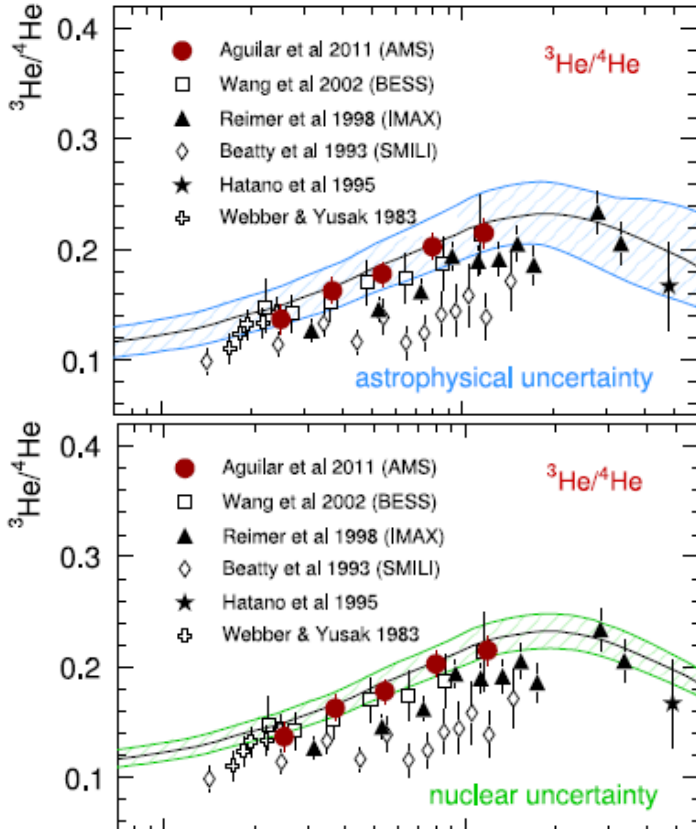 0.4
0.3
0.2
0.1
³He/⁴He
Aguilar et al 2011 (AMS)
Wang et al 2002 (BESS)
Reimer et al 1998 (IMAX)
Beatty et al 1993 (SMILI)
Hatano et al 1995
Webber & Yusak 1983
³He/⁴He
astrophysical uncertainty
0.4
0.3
0.2
0.1
³He/⁴He
Aguilar et al 2011 (AMS)
Wang et al 2002 (BESS)
Reimer et al 1998 (IMAX)
Beatty et al 1993 (SMILI)
Hatano et al 1995
Webber & Yusak 1983
³He/⁴He
nuclear uncertainty